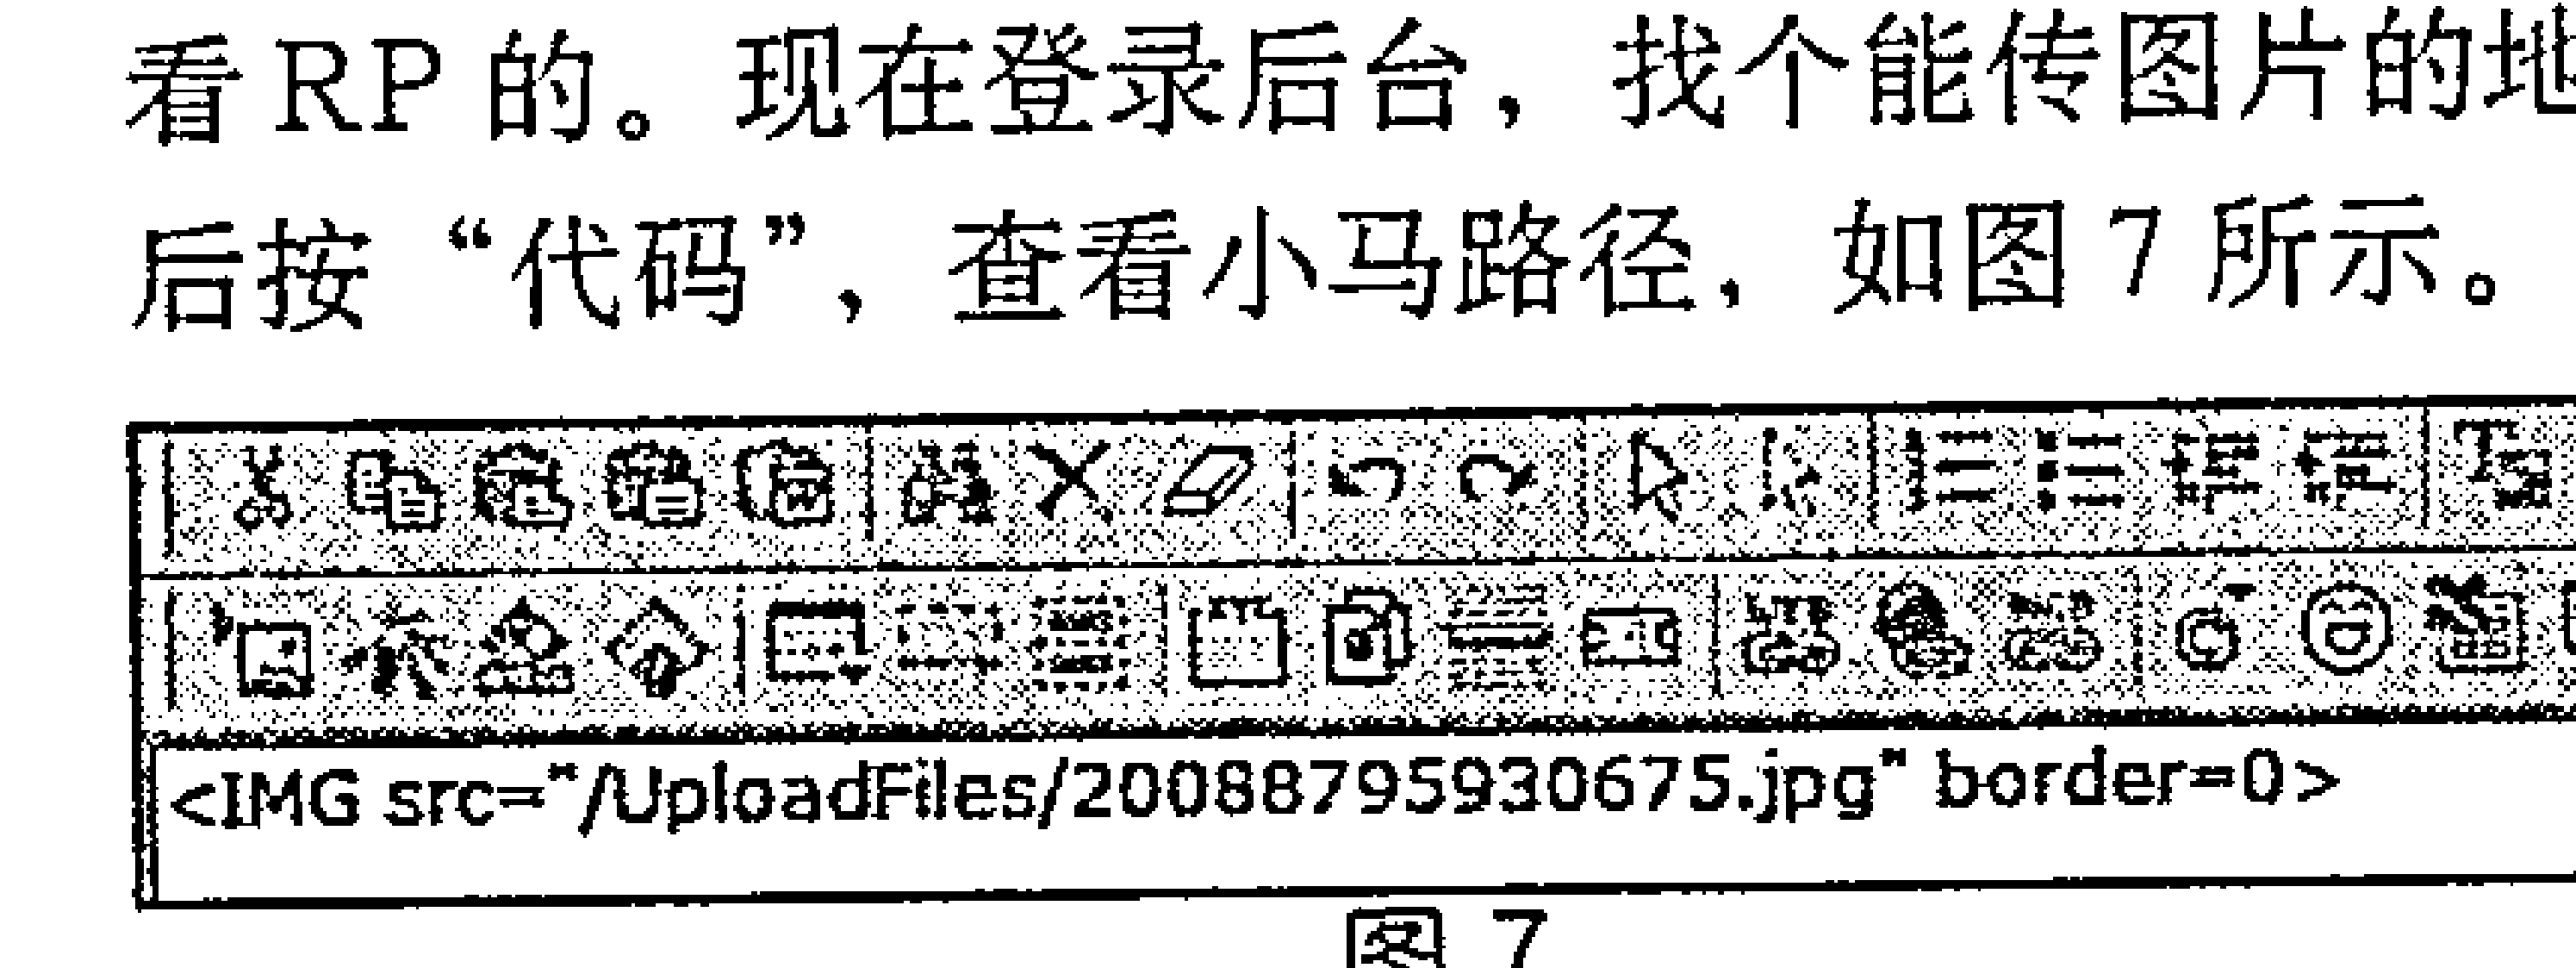 看RP的。现在登录后台，找个能传图片的地
后按“代码”，查看小马路径，如图7所示。
<IMG src="/UploadFiles/20088795930675.jpg" border=0>
图 7